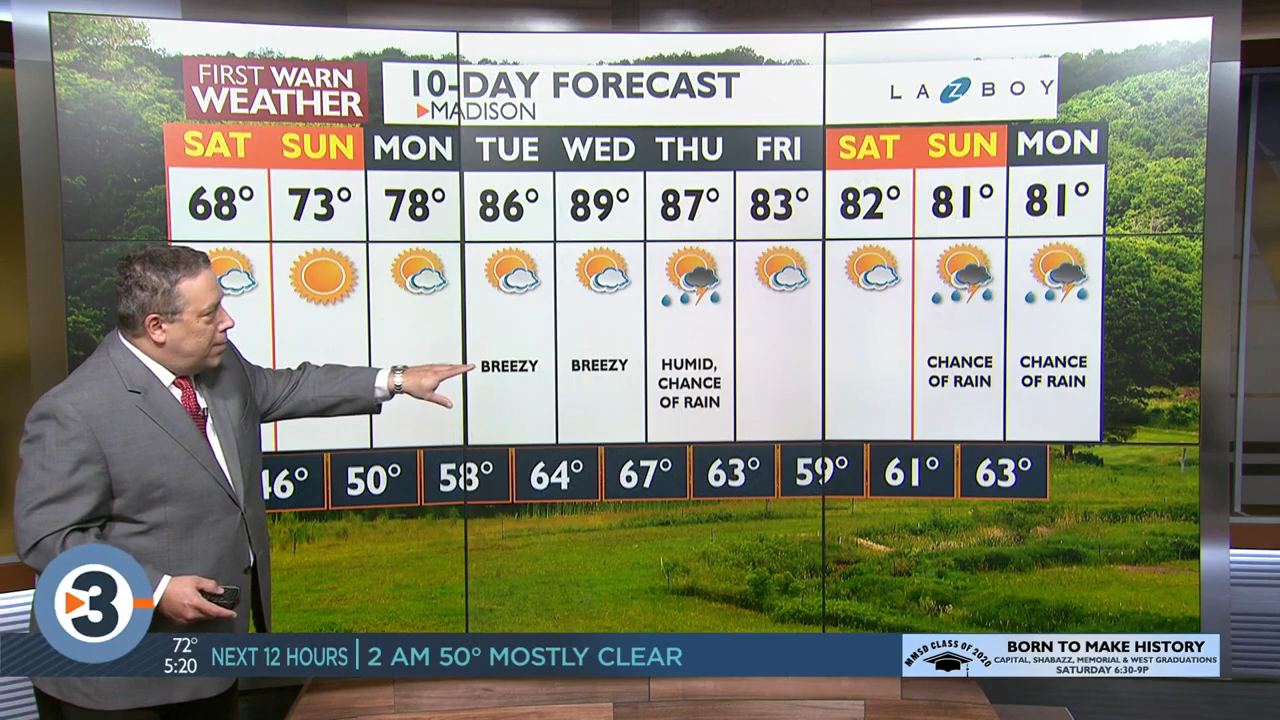 FIRST WARN
WEATHER
10-DAY FORECAST
MADISON
LA Z BOY
SAT SUN MON TUE WED THU FRI SAT SUN MON
68° 73° 78° 86° 89° 87° 83° 82° 81° 81°
BREEZY
BREEZY
HUMID,
CHANCE
OF RAIN
CHANCE
OF RAIN
CHANCE
OF RAIN
46° 50° 58° 64° 67° 63° 59° 61° 63°
3
72°
5:20
NEXT 12 HOURS | 2 AM 50° MOSTLY CLEAR
MMSD CLASS OF 2020
BORN TO MAKE HISTORY
CAPITAL, SHABAZZ, MEMORIAL & WEST GRADUATIONS
SATURDAY 6:30-9P